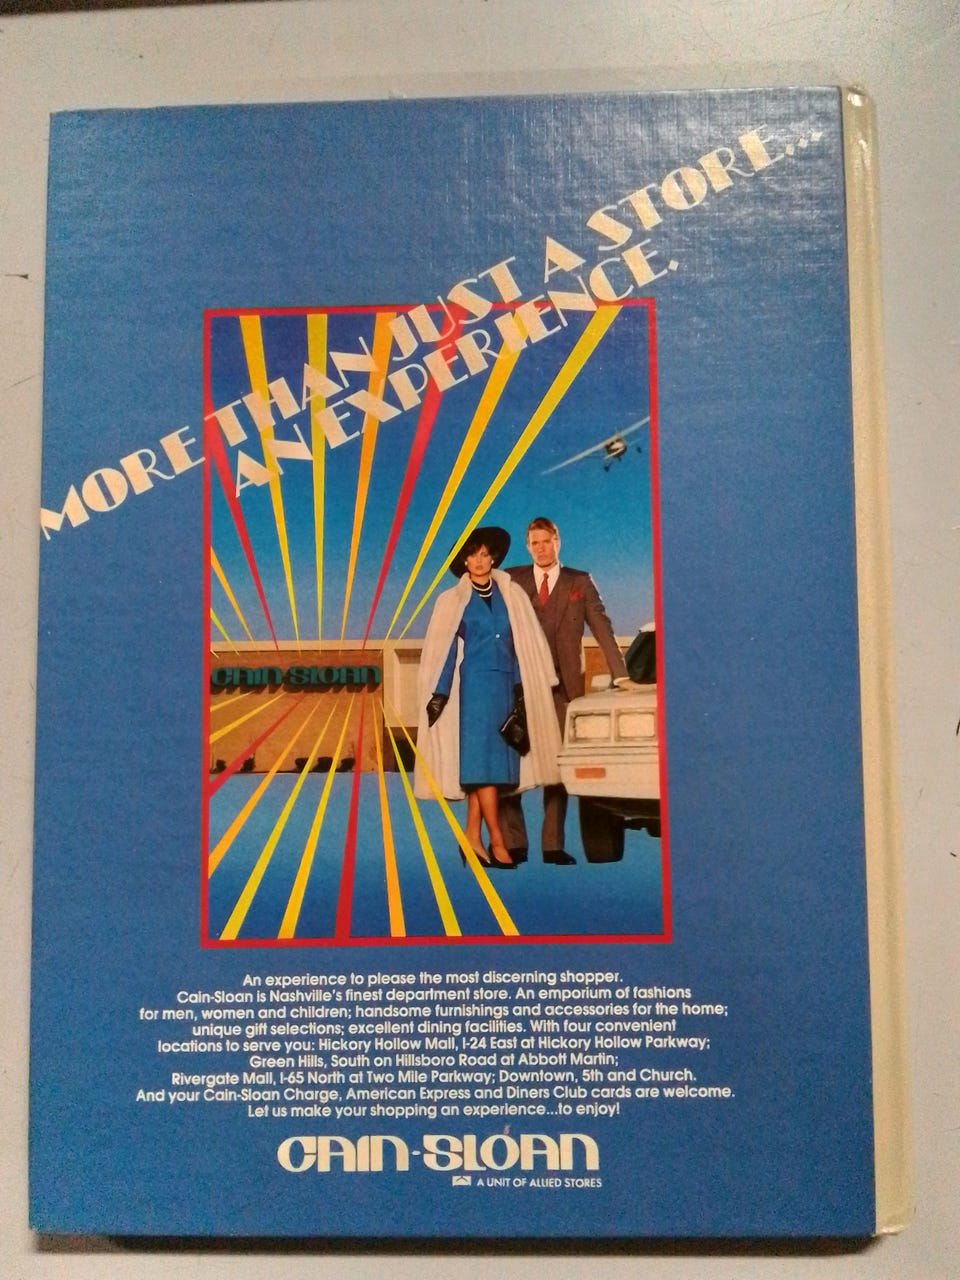 MORE THAN JUST A STORE...
AN EXPERIENCE.
CAIN-SLOAN
An experience to please the most discerning shopper.
Cain-Sloan is Nashville's finest department store. An emporium of fashions
for men, women and children; handsome furnishings and accessories for the home;
unique gift selections; excellent dining facilities. With four convenient
locations to serve you: Hickory Hollow Mall, I-24 East at Hickory Hollow Parkway;
Green Hills, South on Hillsboro Road at Abbott Martin;
Rivergate Mall, I-65 North at Two Mile Parkway; Downtown, 5th and Church.
And your Cain-Sloan Charge, American Express and Diners Club cards are welcome.
Let us make your shopping an experience...to enjoy!
CAIN-SLOAN
A UNIT OF ALLIED STORES